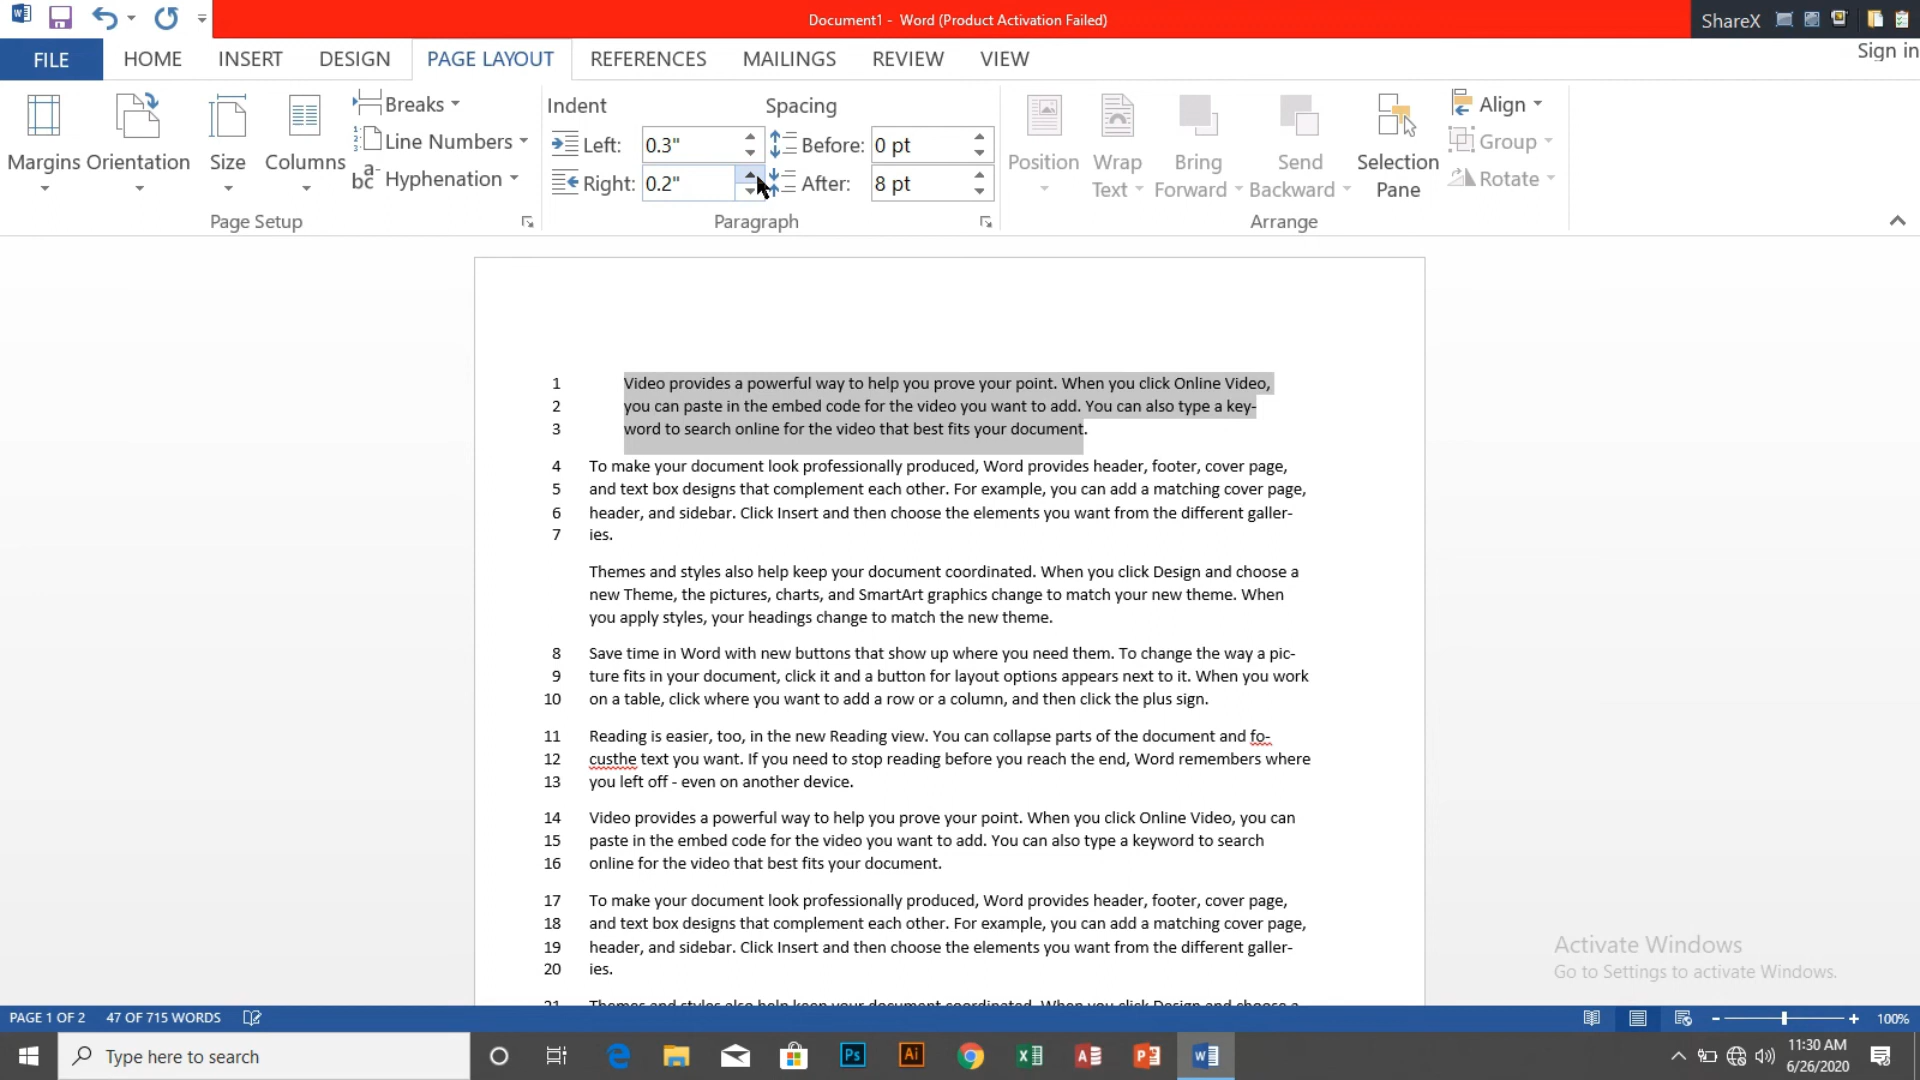 Document1 - Word (Product Activation Failed)
ShareX
FILE HOME INSERT DESIGN PAGE LAYOUT REFERENCES MAILINGS REVIEW VIEW
Sign in
Margins Orientation Size Columns
Breaks
Line Numbers
Hyphenation
Page Setup
Indent Spacing
Left: 0.3" Before: 0 pt
Right: 0.2" After: 8 pt
Paragraph
Position
Wrap Text
Bring Forward
Send Backward
Selection Pane
Align
Group
Rotate
Arrange
1 Video provides a powerful way to help you prove your point. When you click Online Video,
2 you can paste in the embed code for the video you want to add. You can also type a key-
3 word to search online for the video that best fits your document.
4 To make your document look professionally produced, Word provides header, footer, cover page,
5 and text box designs that complement each other. For example, you can add a matching cover page,
6 header, and sidebar. Click Insert and then choose the elements you want from the different galler-
7 ies.
Themes and styles also help keep your document coordinated. When you click Design and choose a
new Theme, the pictures, charts, and SmartArt graphics change to match your new theme. When
you apply styles, your headings change to match the new theme.
8 Save time in Word with new buttons that show up where you need them. To change the way a pic-
9 ture fits in your document, click it and a button for layout options appears next to it. When you work
10 on a table, click where you want to add a row or a column, and then click the plus sign.
11 Reading is easier, too, in the new Reading view. You can collapse parts of the document and fo-
12 custhe text you want. If you need to stop reading before you reach the end, Word remembers where
13 you left off - even on another device.
14 Video provides a powerful way to help you prove your point. When you click Online Video, you can
15 paste in the embed code for the video you want to add. You can also type a keyword to search
16 online for the video that best fits your document.
17 To make your document look professionally produced, Word provides header, footer, cover page,
18 and text box designs that complement each other. For example, you can add a matching cover page,
19 header, and sidebar. Click Insert and then choose the elements you want from the different galler-
20 ies.
21 Themes and styles also help keep your document coordinated. When you click Design and choose a
Activate Windows
Go to Settings to activate Windows.
PAGE 1 OF 2 47 OF 715 WORDS
100%
Type here to search
11:30 AM
6/26/2020